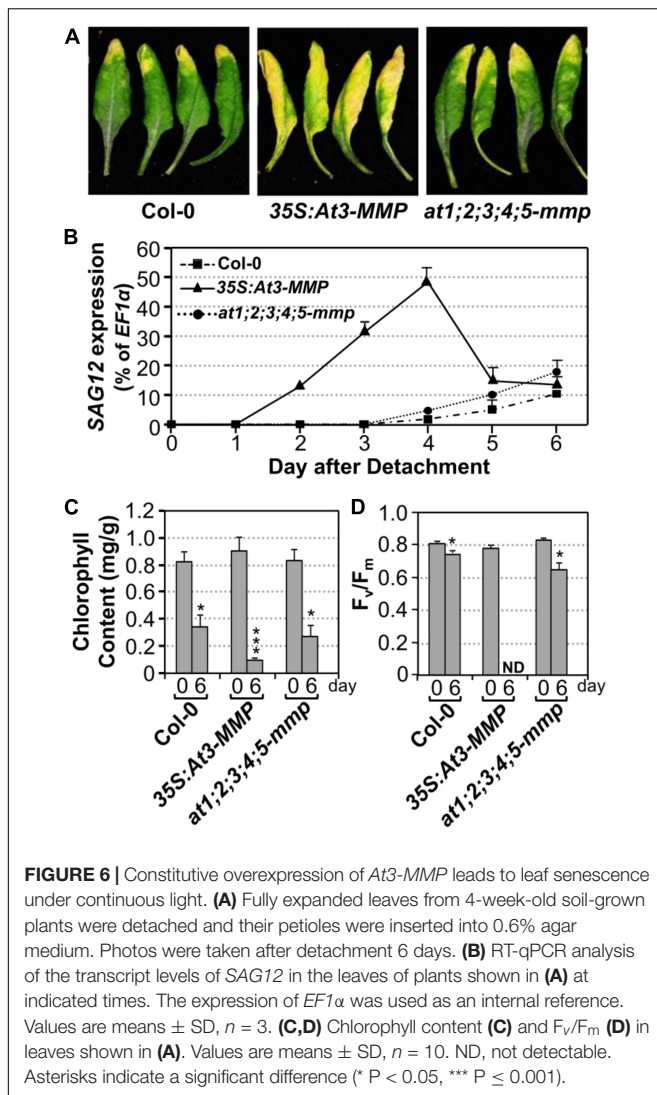 A
Col-0 35S:At3-MMP at1;2;3;4;5-mmp
B
SAG12 expression
(% of EF1α)
60
50
40
30
20
10
0
Col-0
35S:At3-MMP
at1;2;3;4;5-mmp
0 1 2 3 4 5 6
Day after Detachment
C
Chlorophyll
Content (mg/g)
1.2
1.0
0.8
0.6
0.4
0.2
0
* *** *
0 6 0 6 0 6 day
Col-0
35S:At3-MMP
at1;2;3;4;5-mmp
D
Fv/Fm
1.0
0.8
0.6
0.4
0.2
0
* ND *
0 6 0 6 0 6 day
Col-0
35S:At3-MMP
at1;2;3;4;5-mmp
FIGURE 6 | Constitutive overexpression of At3-MMP leads to leaf senescence
under continuous light. (A) Fully expanded leaves from 4-week-old soil-grown
plants were detached and their petioles were inserted into 0.6% agar
medium. Photos were taken after detachment 6 days. (B) RT-qPCR analysis
of the transcript levels of SAG12 in the leaves of plants shown in (A) at
indicated times. The expression of EF1α was used as an internal reference.
Values are means ± SD, n = 3. (C,D) Chlorophyll content (C) and Fv/Fm (D) in
leaves shown in (A). Values are means ± SD, n = 10. ND, not detectable.
Asterisks indicate a significant difference (* P < 0.05, *** P ≤ 0.001).